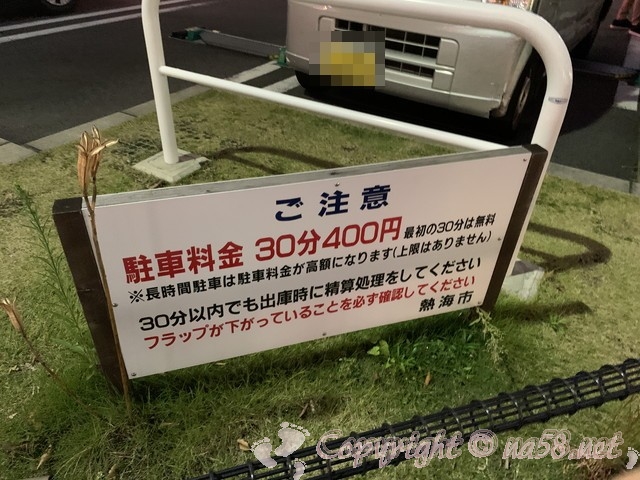 ご注意
駐車料金 30分400円 最初の30分は無料
※長時間駐車は駐車料金が高額になります(上限はありません)
30分以内でも出庫時に精算処理をしてください
フラップが下がっていることを必ず確認してください
熱海市
Copyright © na58.net